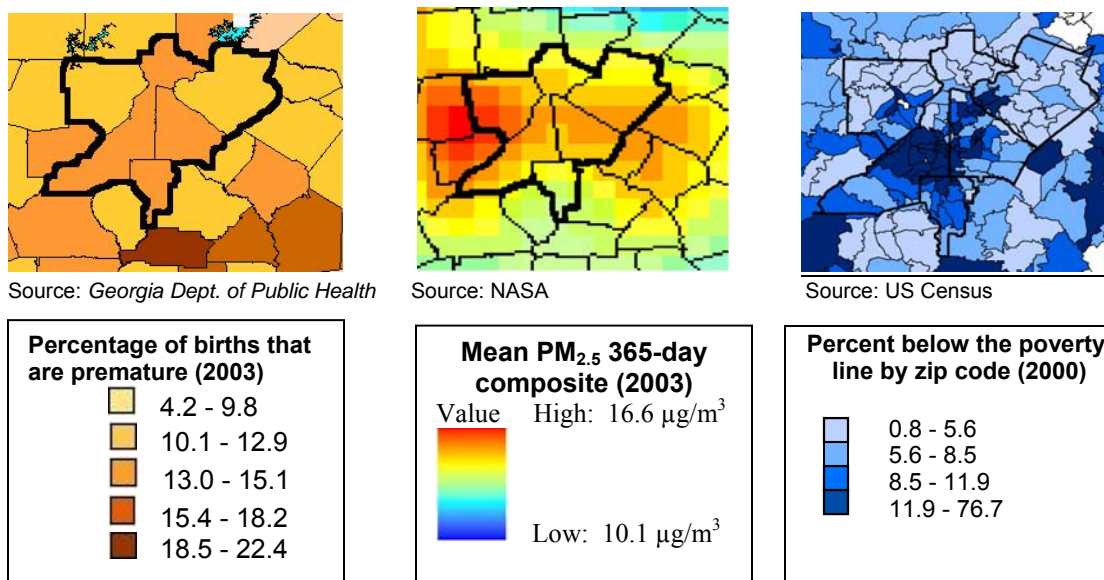 Source: Georgia Dept. of Public Health
Source: NASA
Source: US Census
Percentage of births that
are premature (2003)
4.2 - 9.8
10.1 - 12.9
13.0 - 15.1
15.4 - 18.2
18.5 - 22.4
Mean PM₂.₅ 365-day
composite (2003)
Value High: 16.6 µg/m³
Low: 10.1 µg/m³
Percent below the poverty
line by zip code (2000)
0.8 - 5.6
5.6 - 8.5
8.5 - 11.9
11.9 - 76.7